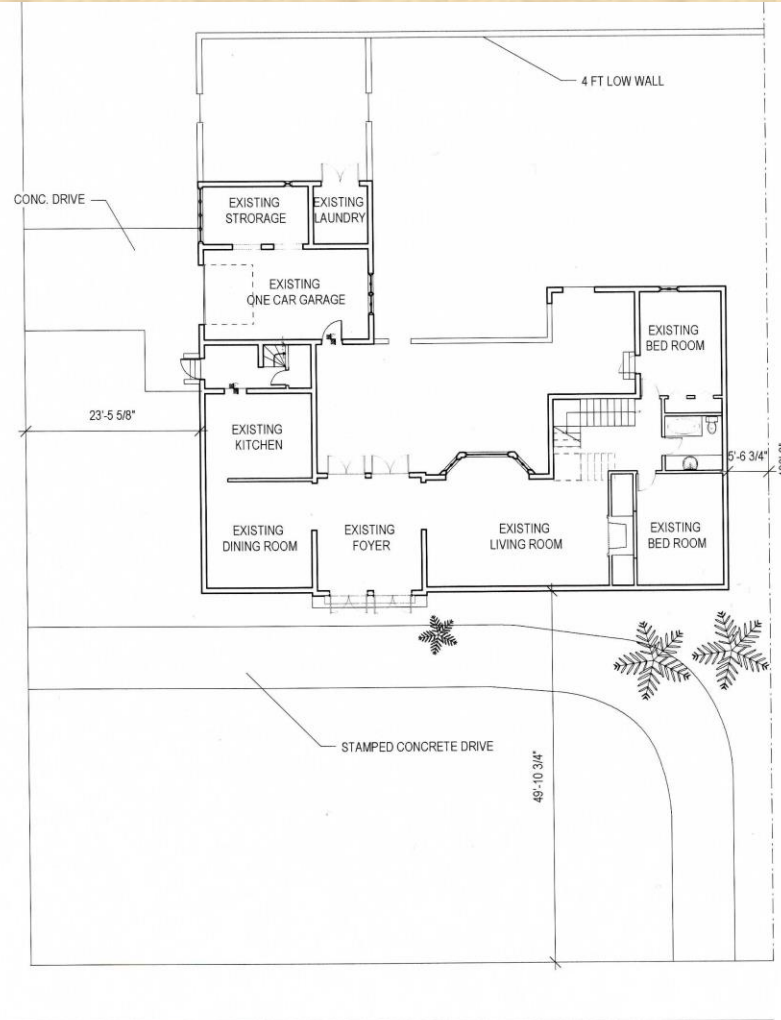 4 FT LOW WALL
CONC. DRIVE
EXISTING
STRORAGE
EXISTING
LAUNDRY
EXISTING
ONE CAR GARAGE
EXISTING
BED ROOM
23'-5 5/8"
EXISTING
KITCHEN
5'-6 3/4"
EXISTING
DINING ROOM
EXISTING
FOYER
EXISTING
LIVING ROOM
EXISTING
BED ROOM
STAMPED CONCRETE DRIVE
49'-10 3/4"